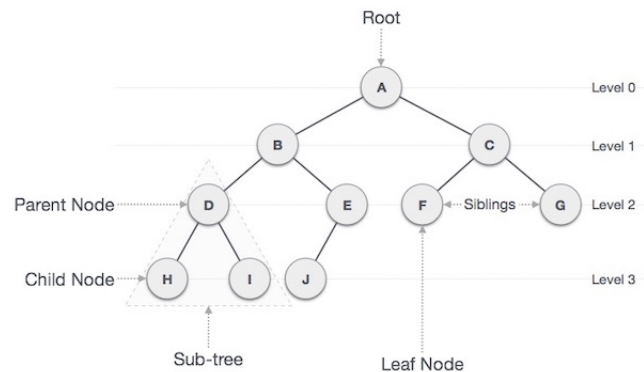 Root
A
Level 0
B
C
Level 1
Parent Node
D
E
F
Siblings
G
Level 2
Child Node
H
I
J
Level 3
Sub-tree
Leaf Node